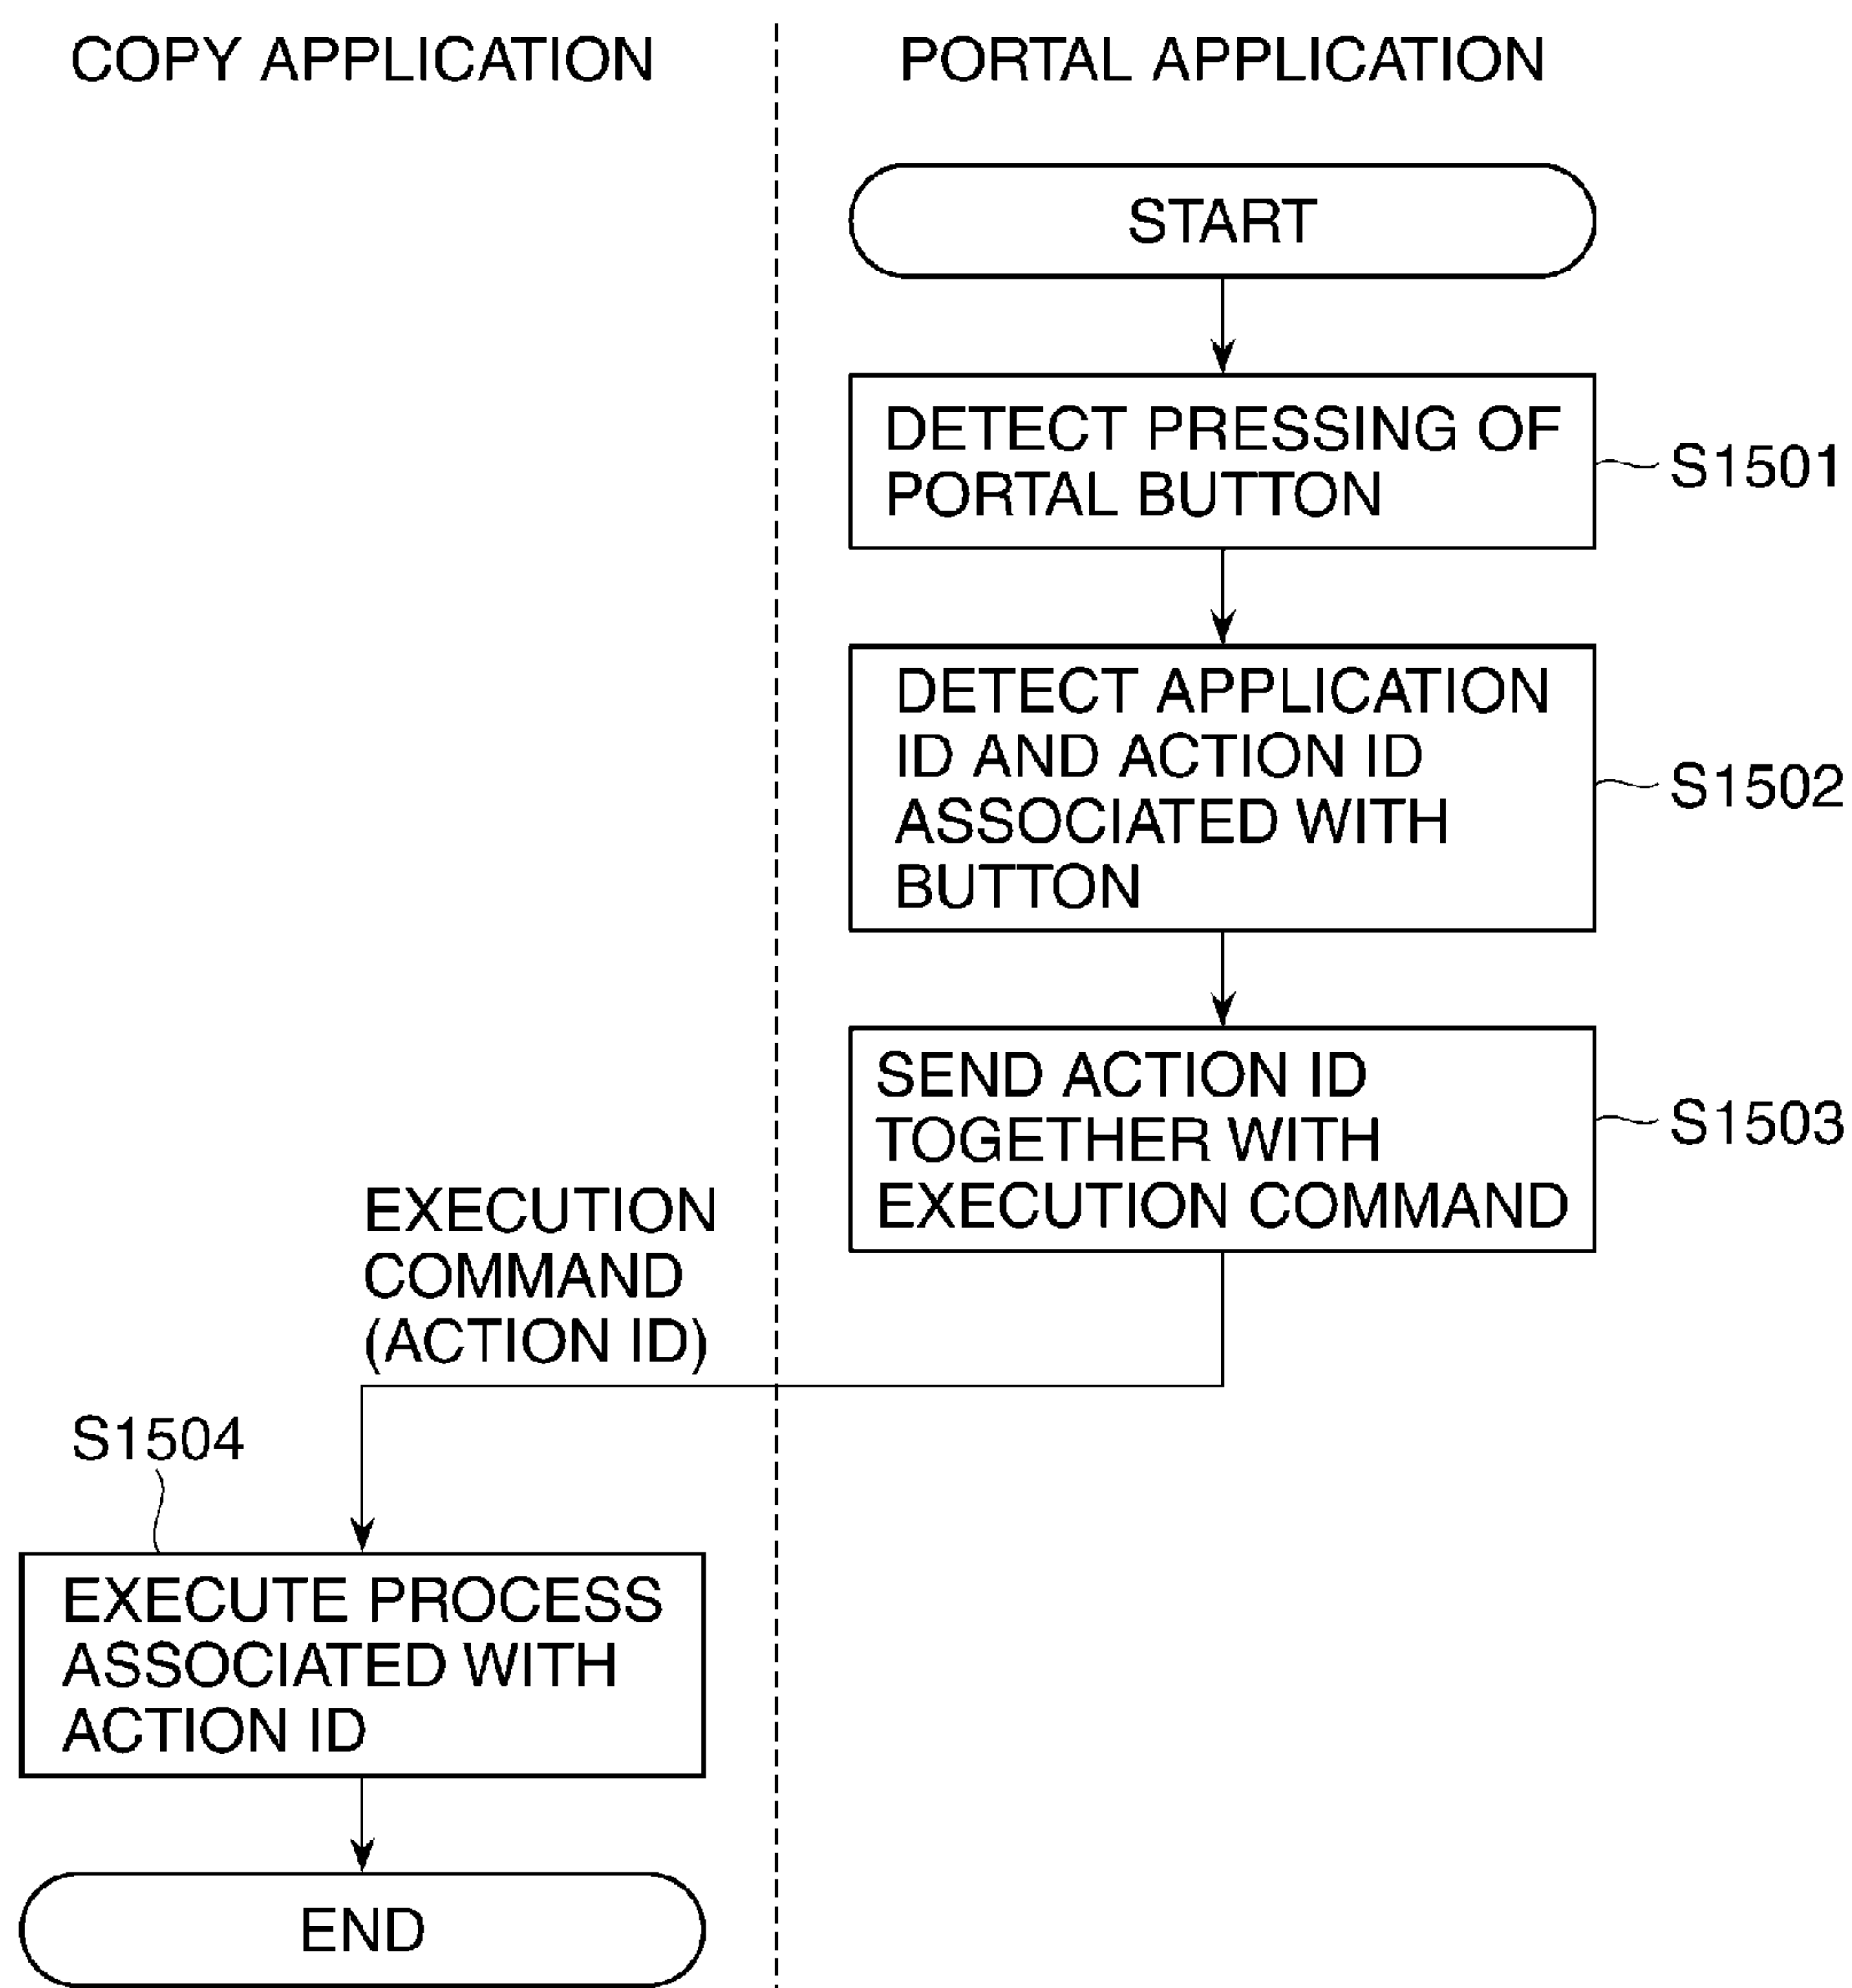 COPY APPLICATION
PORTAL APPLICATION
START
DETECT PRESSING OF
PORTAL BUTTON
S1501
DETECT APPLICATION
ID AND ACTION ID
ASSOCIATED WITH
BUTTON
S1502
SEND ACTION ID
TOGETHER WITH
EXECUTION COMMAND
S1503
EXECUTION
COMMAND
(ACTION ID)
S1504
EXECUTE PROCESS
ASSOCIATED WITH
ACTION ID
END